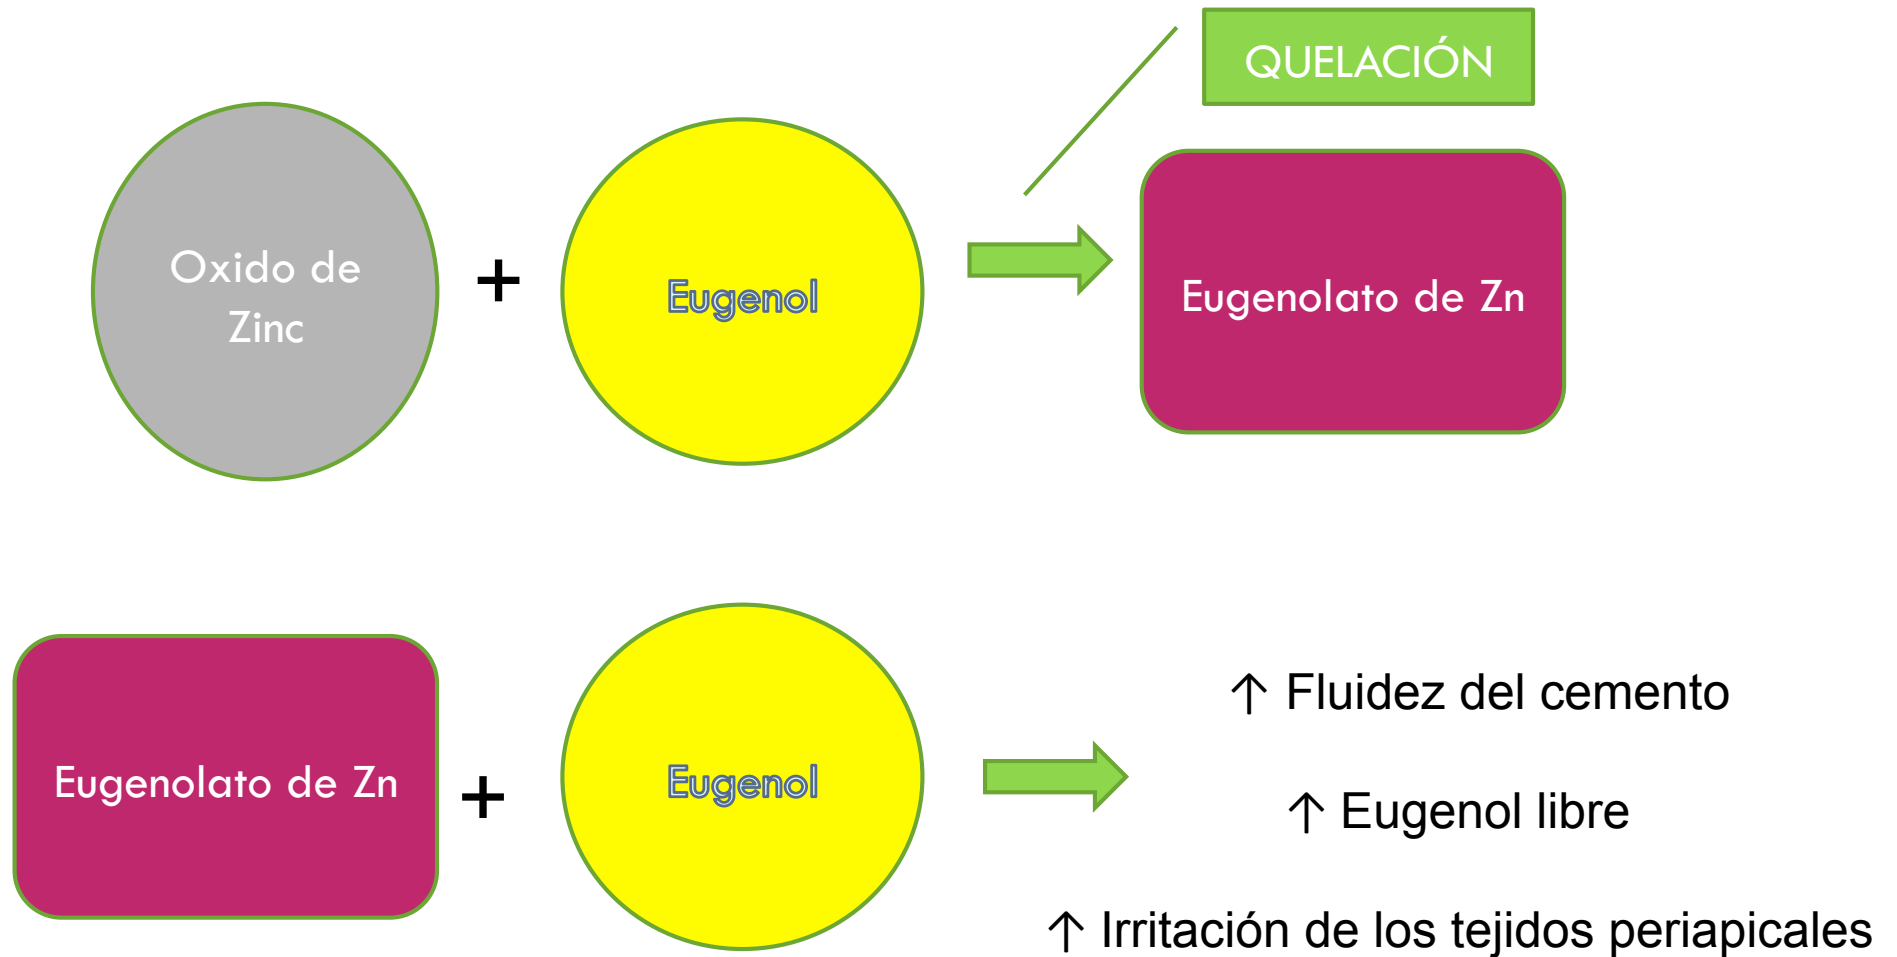 QUELACIÓN
Oxido de
Zinc
+
Eugenol
Eugenolato de Zn
Eugenolato de Zn
+
Eugenol
↑ Fluidez del cemento
↑ Eugenol libre
↑ Irritación de los tejidos periapicales